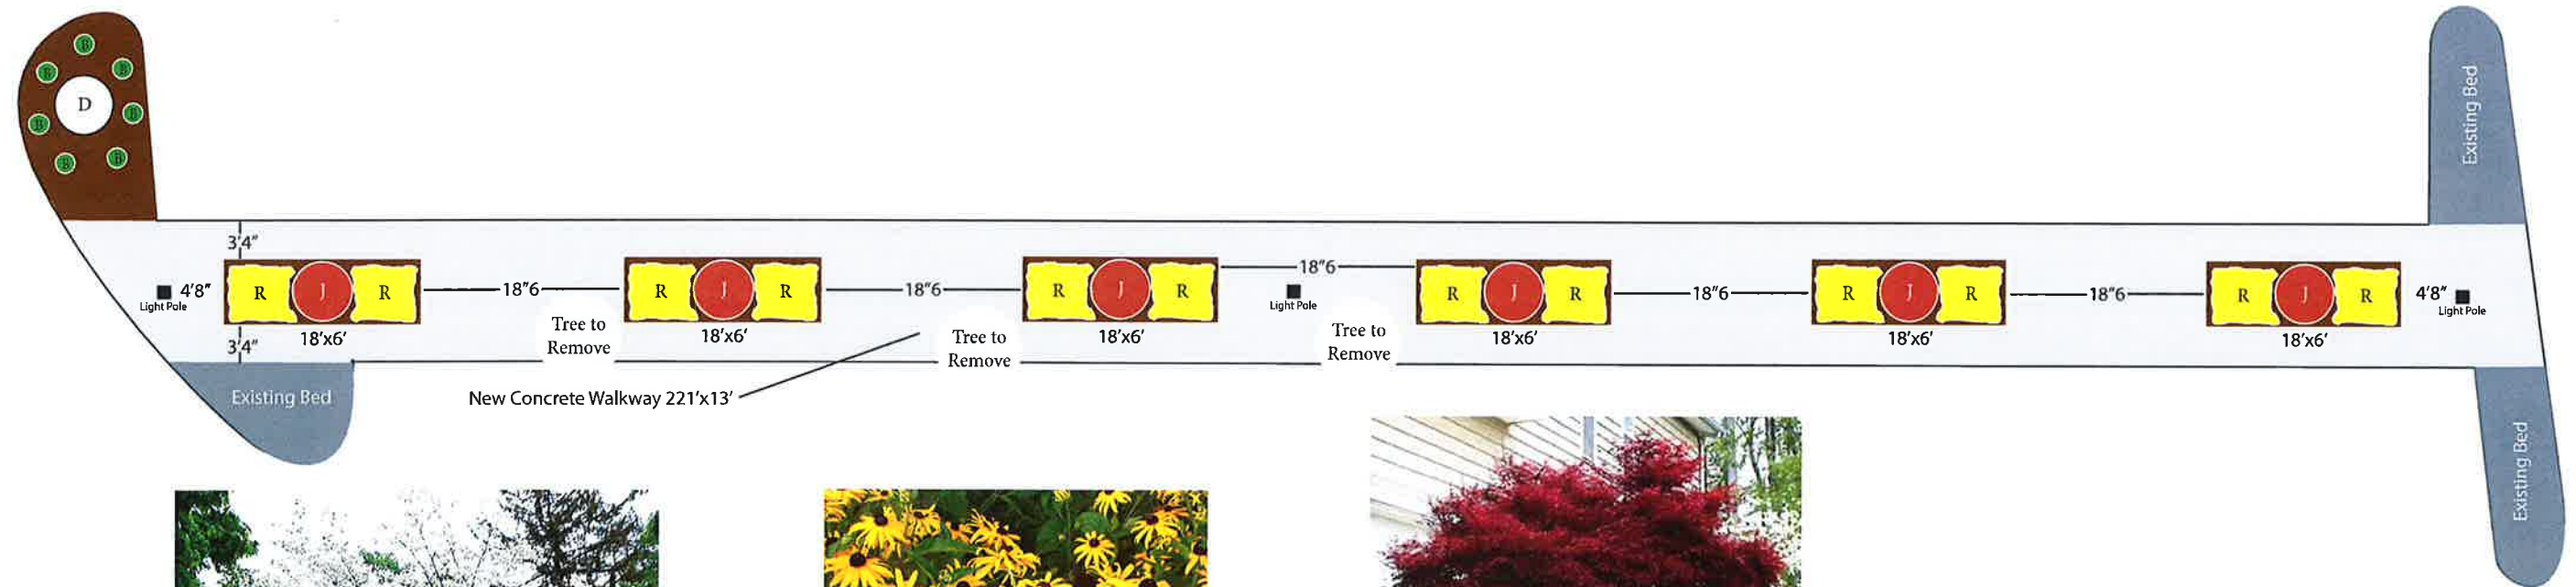 B
B
B
D
B
B
B
B
Existing Bed
3'4"
18"6
Light Pole
4'8"
R
J
R
18"6
R
J
R
18"6
R
J
R
Light Pole
R
J
R
18"6
R
J
R
18"6
R
J
R
4'8"
Light Pole
18'x6'
Tree to
Remove
18'x6'
Tree to
Remove
18'x6'
Tree to
Remove
18'x6'
18'x6'
18'x6'
3'4"
Existing Bed
New Concrete Walkway 221'x13'
Existing Bed